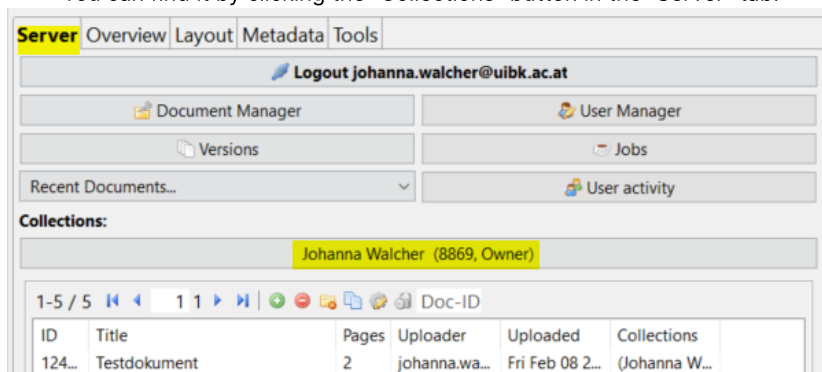 You can find it by clicking the "Collections" button in the "Server" tab.
Server Overview Layout Metadata Tools
Logout johanna.walcher@uibk.ac.at
Document Manager User Manager
Versions Jobs
Recent Documents... User activity
Collections:
Johanna Walcher (8869, Owner)
1-5 / 5 1 1 Doc-ID
ID Title Pages Uploader Uploaded Collections
124... Testdokument 2 johanna.wa... Fri Feb 08 2... (Johanna W...